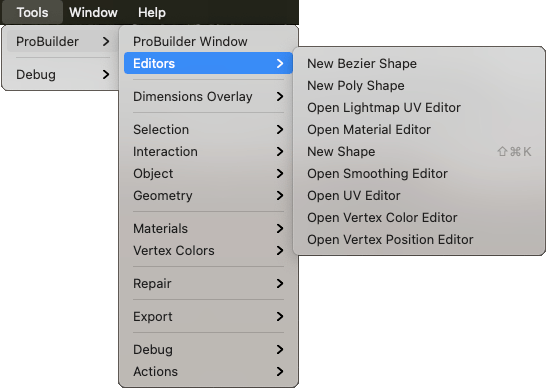 Tools Window Help
ProBuilder
Debug
ProBuilder Window
Editors
Dimensions Overlay
Selection
Interaction
Object
Geometry
Materials
Vertex Colors
Repair
Export
Debug
Actions
New Bezier Shape
New Poly Shape
Open Lightmap UV Editor
Open Material Editor
New Shape ⇧⌘K
Open Smoothing Editor
Open UV Editor
Open Vertex Color Editor
Open Vertex Position Editor